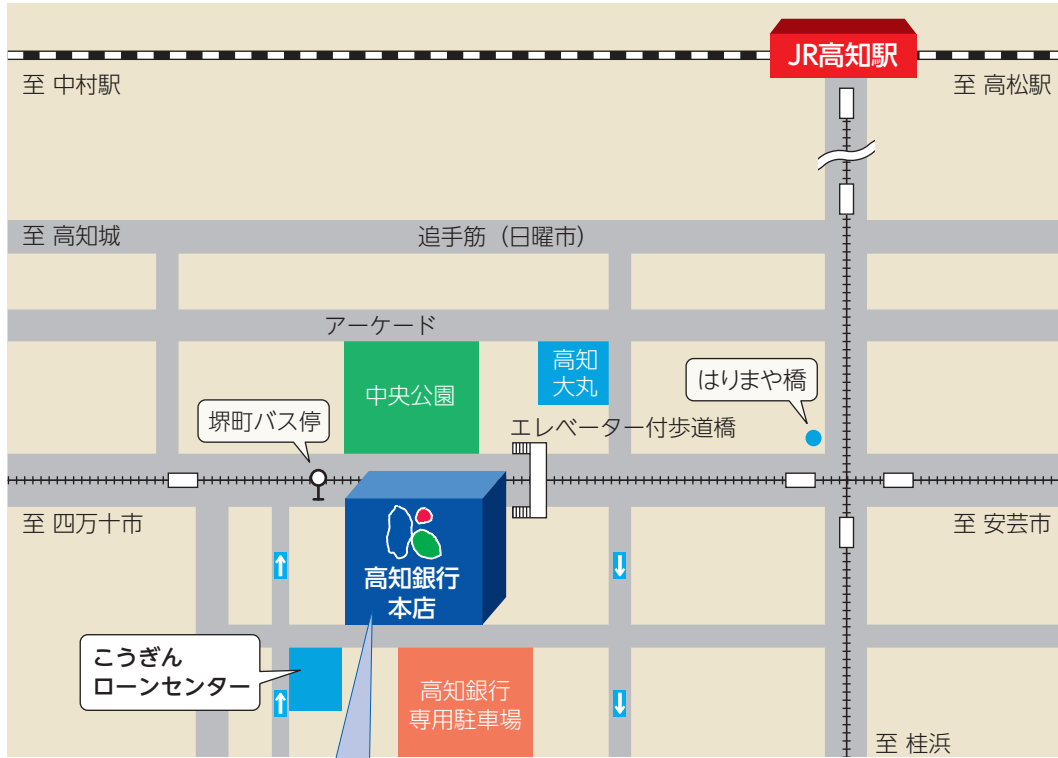 JR高知駅
至 中村駅
至 高松駅
至 高知城
追手筋（日曜市）
アーケード
高知
大丸
中央公園
はりまや橋
堺町バス停
エレベーター付歩道橋
至 四万十市
至 安芸市
高知銀行
本店
こうぎん
ローンセンター
高知銀行
専用駐車場
至 桂浜